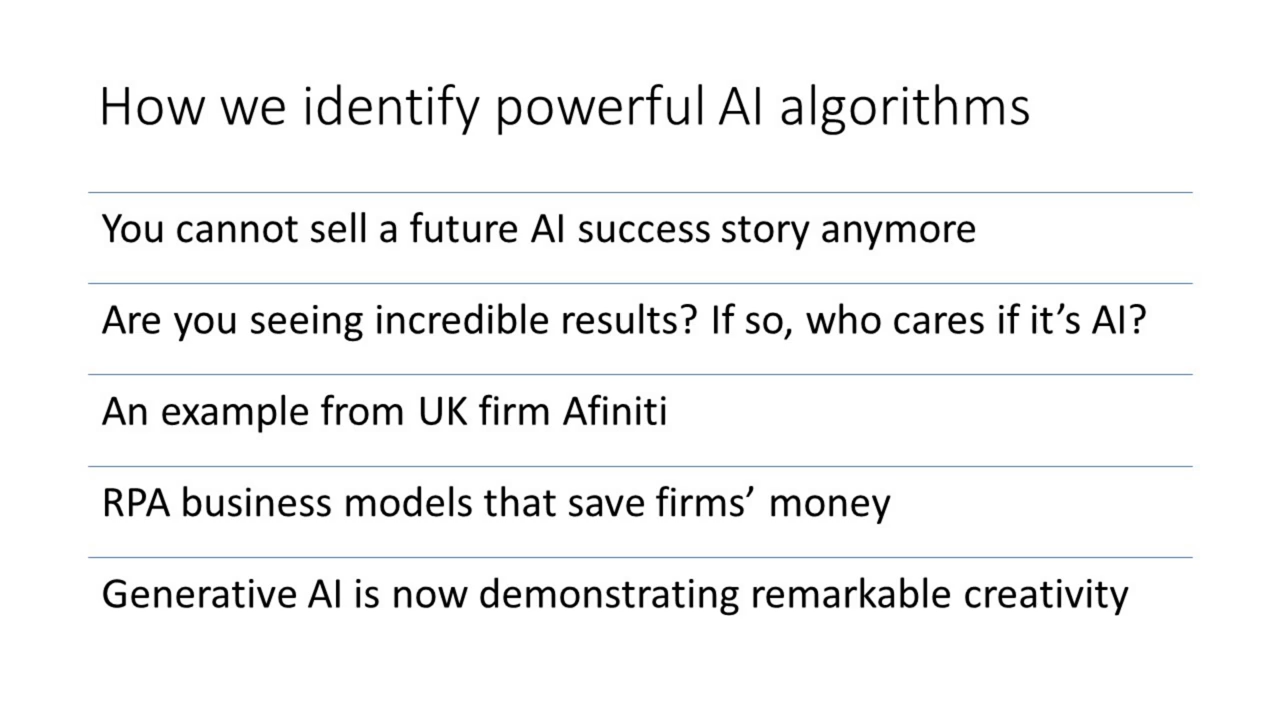 How we identify powerful AI algorithms
You cannot sell a future AI success story anymore
Are you seeing incredible results? If so, who cares if it’s AI?
An example from UK firm Afiniti
RPA business models that save firms’ money
Generative AI is now demonstrating remarkable creativity